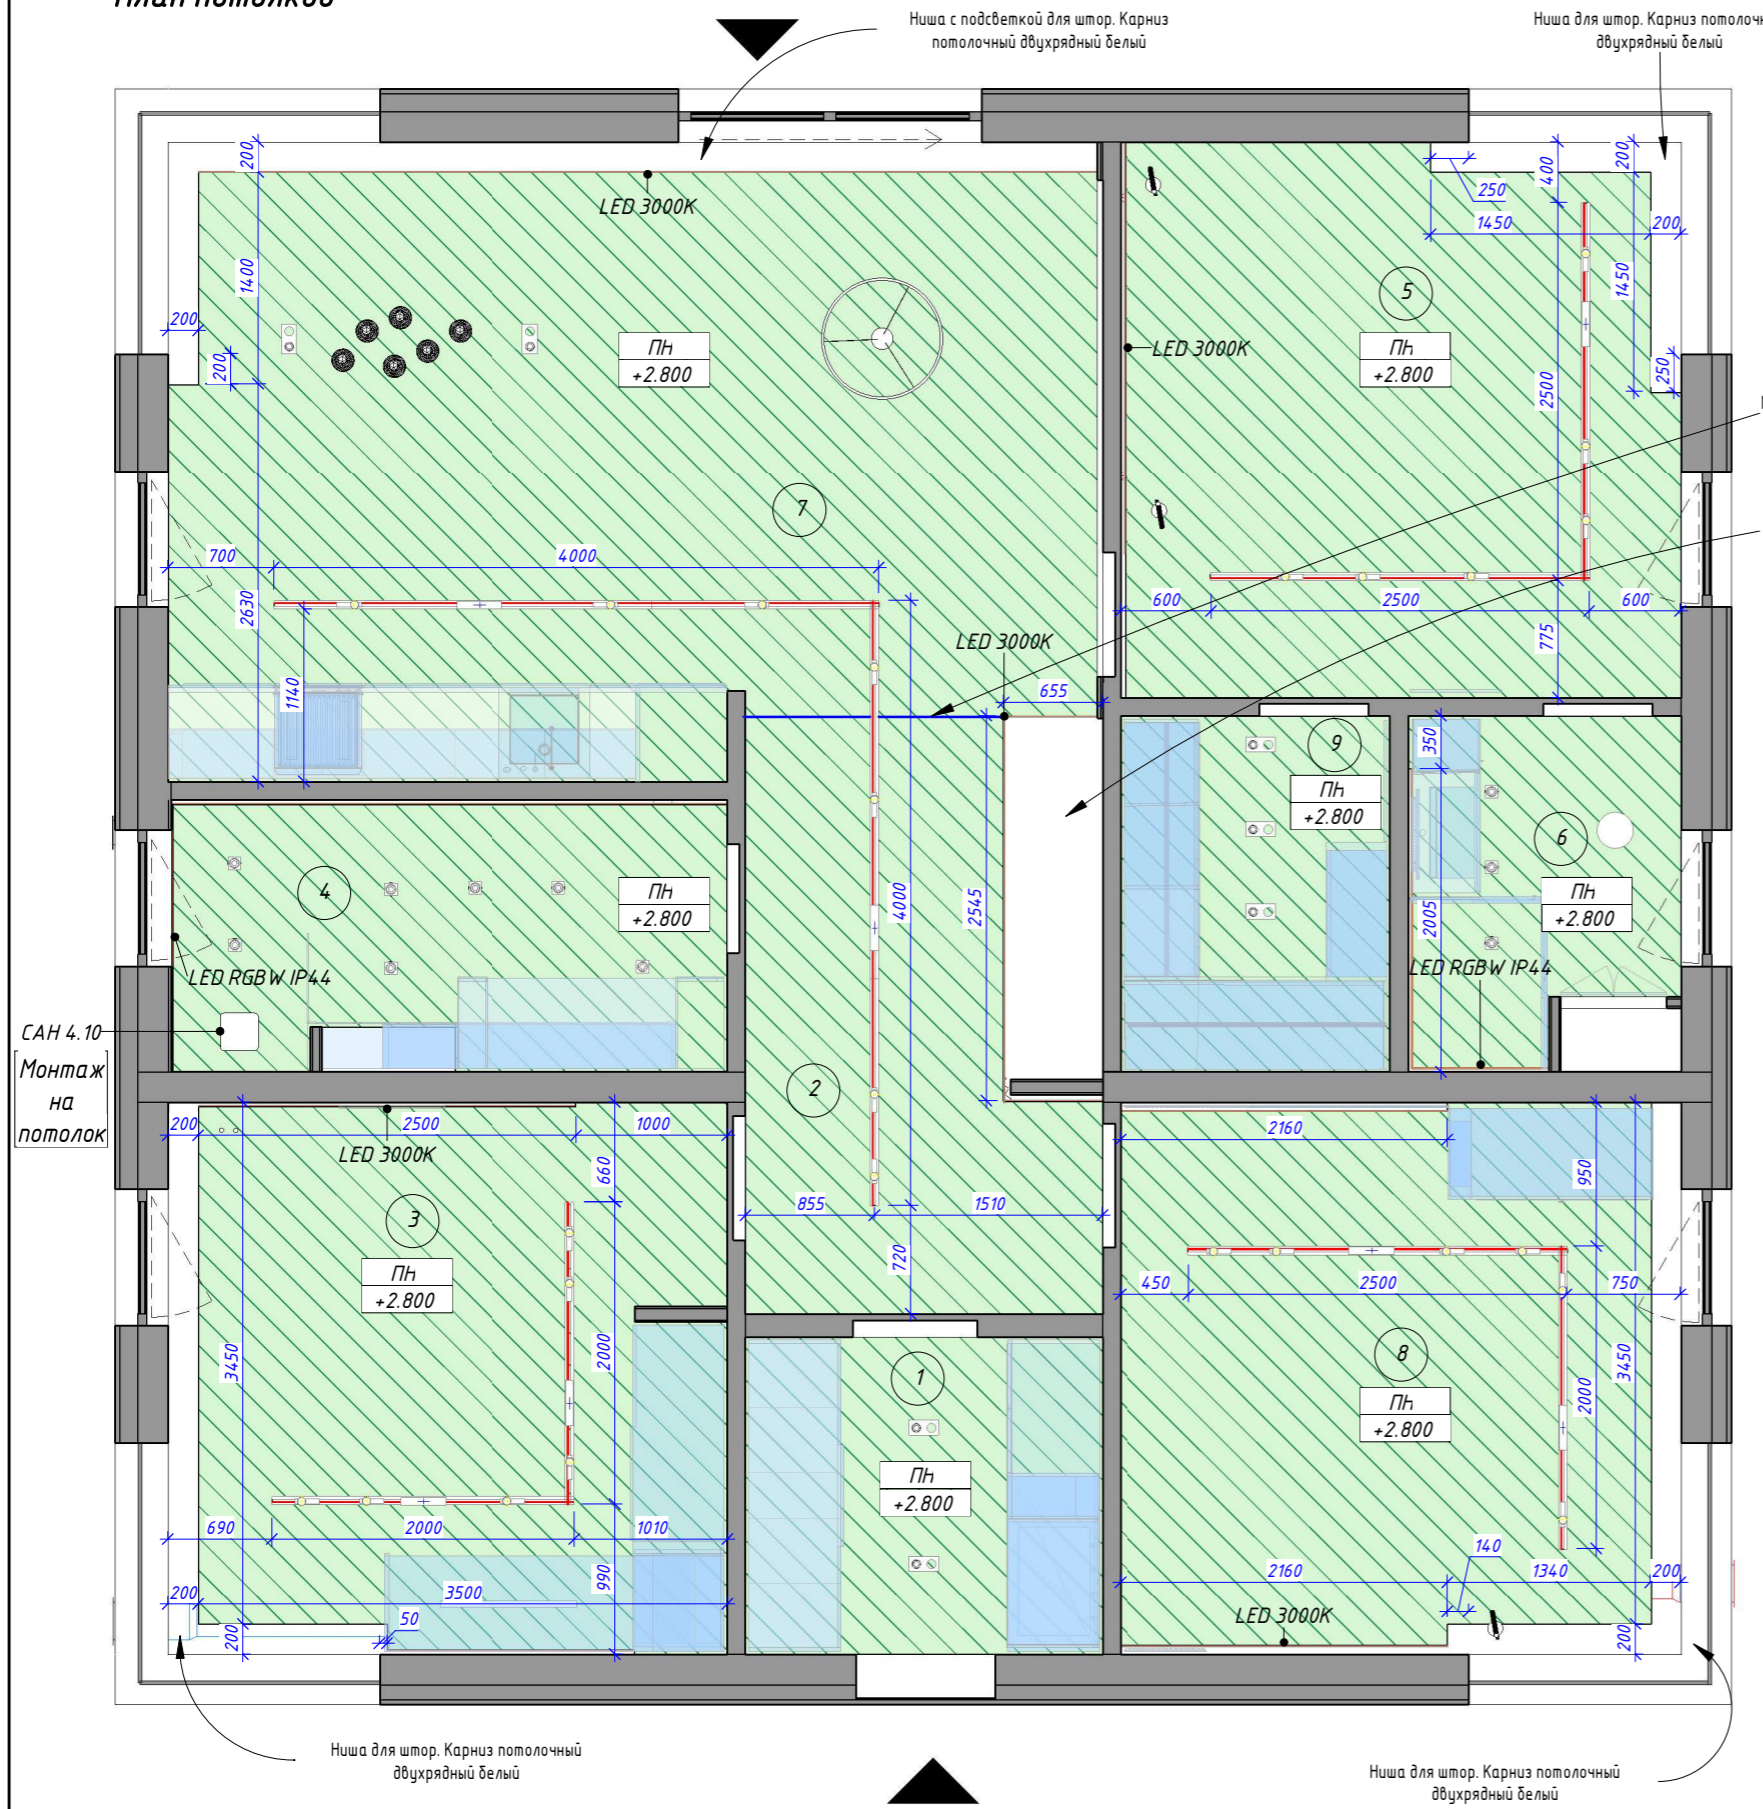 План потолков
Ниша с подсветкой для штор. Карниз
потолочный двухрядный белый
Ниша для штор. Карниз
двухрядный белый
200
1400
200
200
LED 3000K
ПН
+2.800
7
700
4000
2630
1140
LED 3000K
655
250
400
200
1450
200
5
1450
LED 3000K
ПН
+2.800
2500
250
600
2500
600
775
4
ПН
+2.800
LED RGBW IP44
САН 4.10
Монтаж
на
потолок
4000
2545
2
855
1510
720
9
ПН
+2.800
350
6
ПН
+2.800
2005
LED RGBW IP44
200
2500
1000
LED 3000K
660
3
ПН
+2.800
3450
2000
690
2000
1010
990
200
3500
50
200
1
ПН
+2.800
2160
950
450
2500
750
8
3450
ПН
+2.800
2000
140
2160
1340
200
LED 3000K
200
Ниша для штор. Карниз потолочный
двухрядный белый
Ниша для штор. Карниз потолочный
двухрядный белый